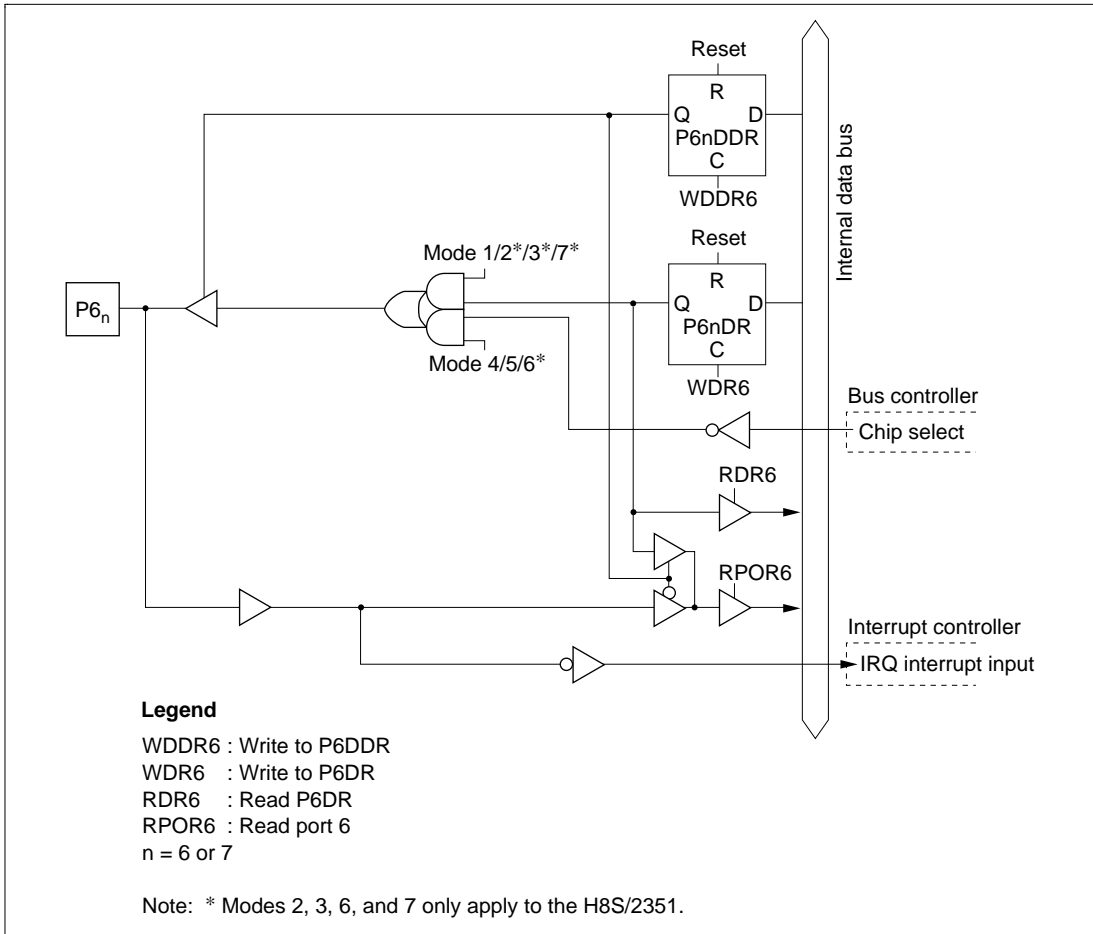 Reset
R
Q D
P6nDDR
C
WDDR6
Internal data bus
Mode 1/2*/3*/7*
Reset
R
Q D
P6nDR
C
WDR6
P6n
Mode 4/5/6*
Bus controller
Chip select
RDR6
RPOR6
Interrupt controller
IRQ interrupt input
Legend
WDDR6 : Write to P6DDR
WDR6 : Write to P6DR
RDR6 : Read P6DR
RPOR6 : Read port 6
n = 6 or 7
Note: * Modes 2, 3, 6, and 7 only apply to the H8S/2351.